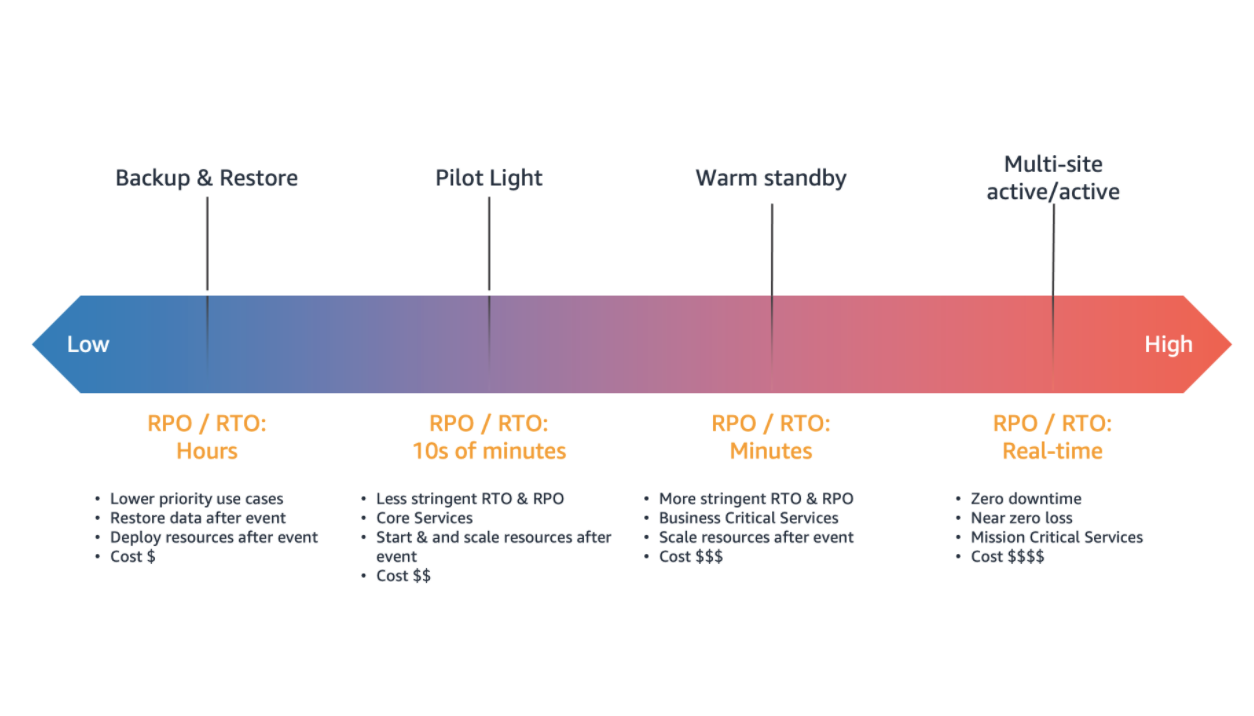 Backup & Restore
Pilot Light
Warm standby
Multi-site
active/active
Low
High
RPO / RTO:
Hours
RPO / RTO:
10s of minutes
RPO / RTO:
Minutes
RPO / RTO:
Real-time
• Lower priority use cases
• Restore data after event
• Deploy resources after event
• Cost $
• Less stringent RTO & RPO
• Core Services
• Start & and scale resources after
event
• Cost $$
• More stringent RTO & RPO
• Business Critical Services
• Scale resources after event
• Cost $$$
• Zero downtime
• Near zero loss
• Mission Critical Services
• Cost $$$$